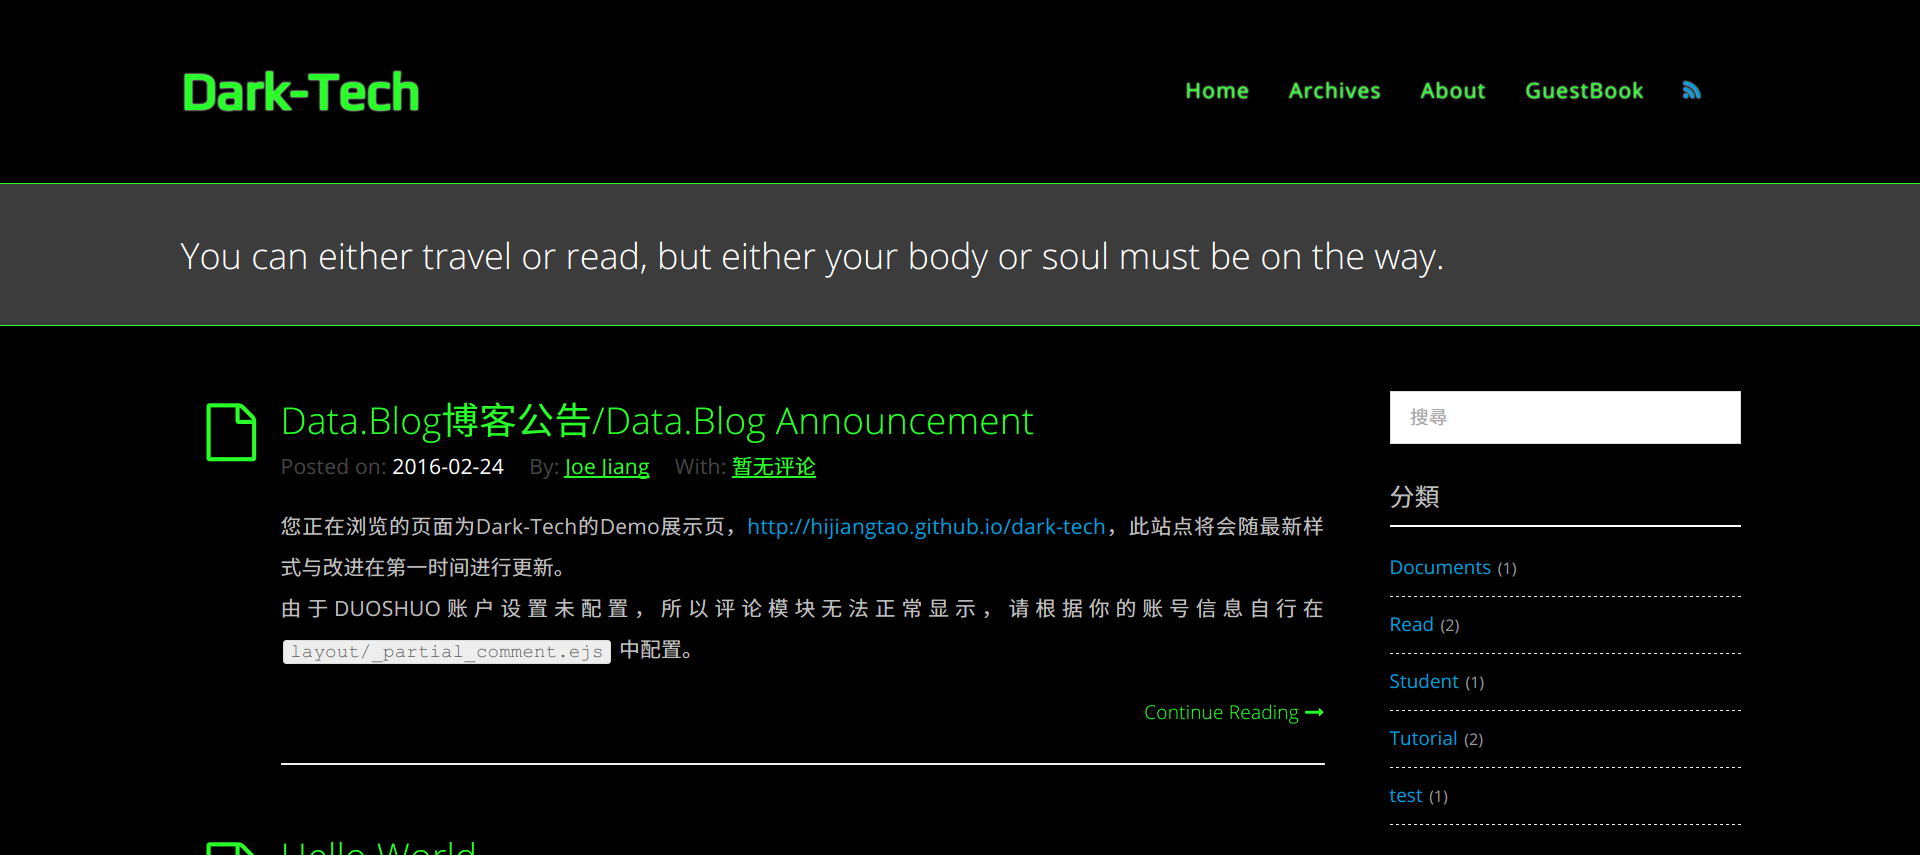 Dark-Tech
Home Archives About GuestBook
You can either travel or read, but either your body or soul must be on the way.
Data.Blog博客公告/Data.Blog Announcement
Posted on: 2016-02-24 By: Joe Jiang With: 暂无评论
您正在浏览的页面为Dark-Tech的Demo展示页，http://hijiangtao.github.io/dark-tech，此站点将会随最新样
式与改进在第一时间进行更新。
由于DUOSHUO账户设置未配置，所以评论模块无法正常显示，请根据你的账号信息自行在
layout/_partial_comment.ejs 中配置。
Continue Reading
Hello World
搜尋
分類
Documents (1)
Read (2)
Student (1)
Tutorial (2)
test (1)